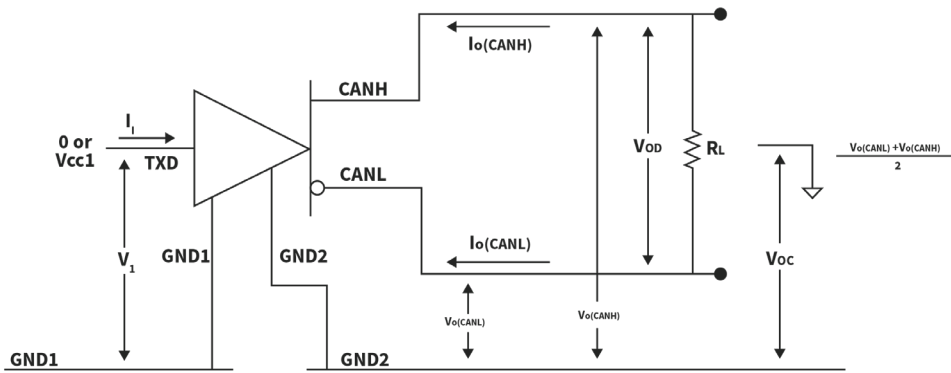 Io(CANH)
CANH
II
0 or
Vcc1
TXD
VOD
RL
Vo(CANL) +Vo(CANH)
2
CANL
Io(CANL)
V1
GND1
GND2
VOC
Vo(CANL)
Vo(CANH)
GND1
GND2